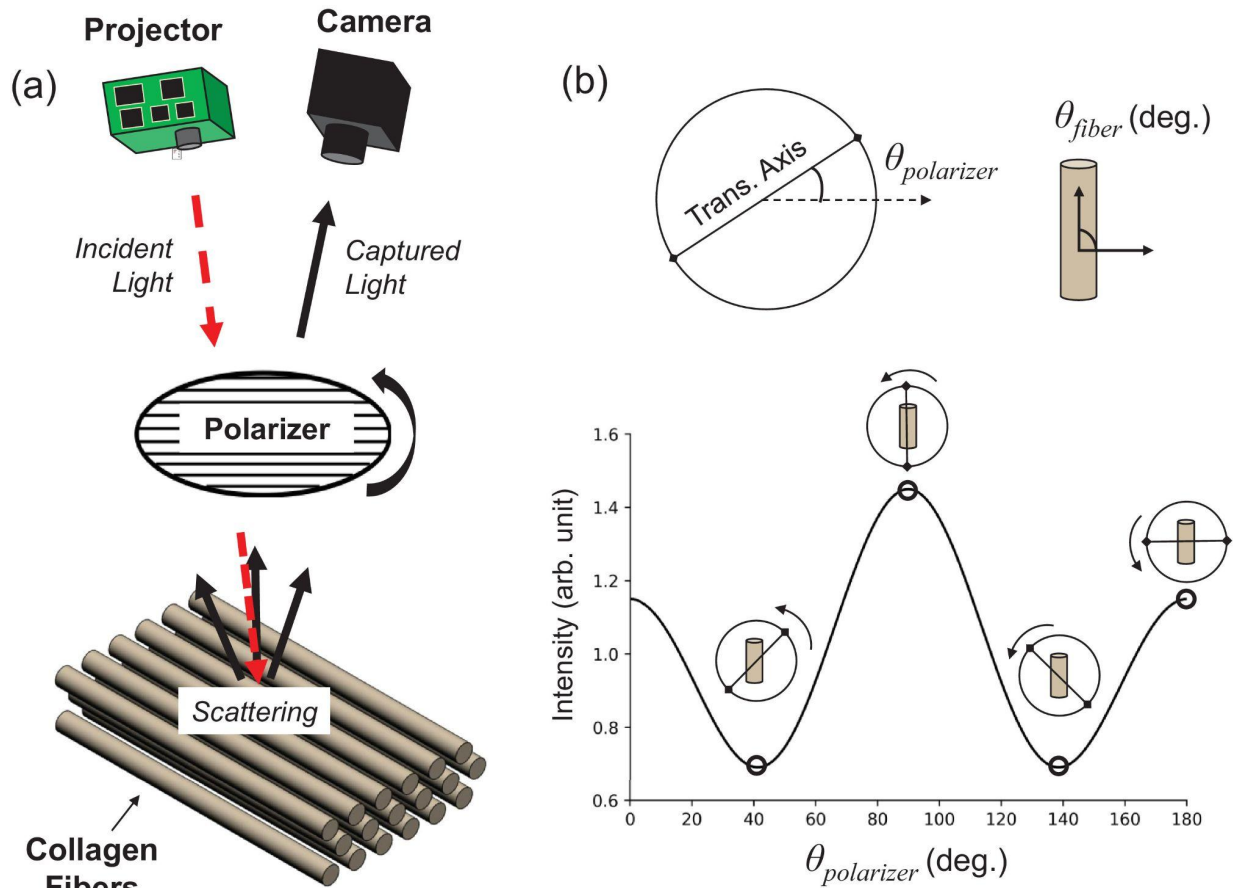 (a)
Projector
Camera
Incident
Light
Captured
Light
Polarizer
Scattering
Collagen
Fibers
(b)
Trans. Axis
θpolarizer
θfiber (deg.)
Intensity (arb. unit)
1.6
1.4
1.2
1.0
0.8
0.6
0 20 40 60 80 100 120 140 160 180
θpolarizer (deg.)